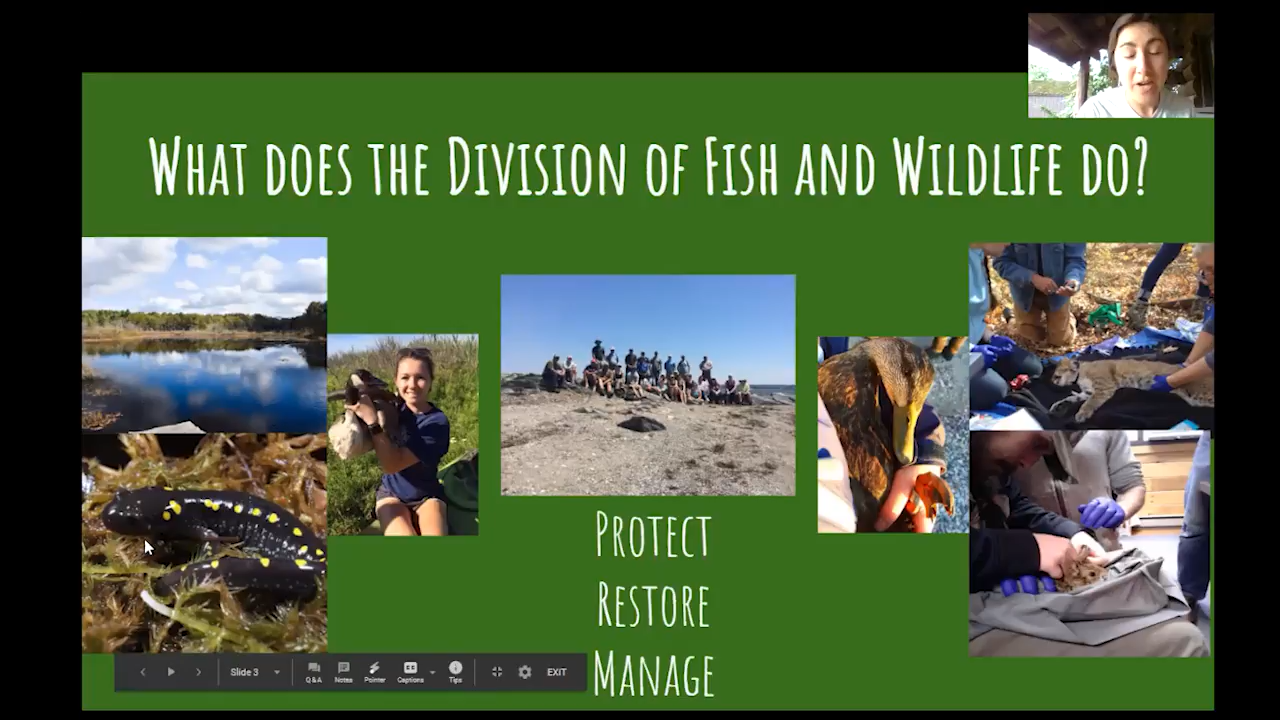 What does the Division of Fish and Wildlife do?
Protect
Restore
Manage
Slide 3
Q&A
Notes
Pointer
Captions
Tips
EXIT